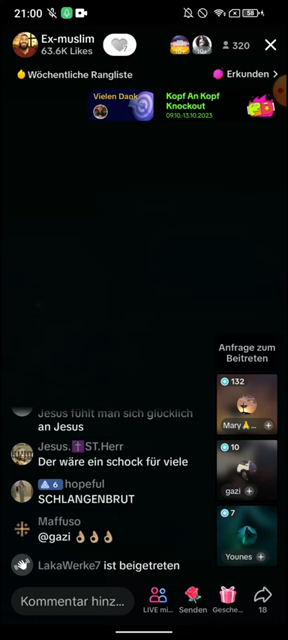 21:00
58
Ex-muslim
63.6K Likes
320
Wöchentliche Rangliste
Erkunden >
Vielen Dank
Kopf An Kopf
Knockout
09.10-13.10.2023
Anfrage zum
Beitreten
132
Mary🙏...
10
gazi
7
Younes
Jesus fühlt man sich glücklich
an Jesus
Jesus.✝️ST.Herr
Der wäre ein schock für viele
6 hopeful
SCHLANGENBRUT
Maffuso
@gazi 👌🏽👌🏽👌🏽
LakaWerke7 ist beigetreten
Kommentar hinz...
LIVE mi...
Senden
Gesche...
18